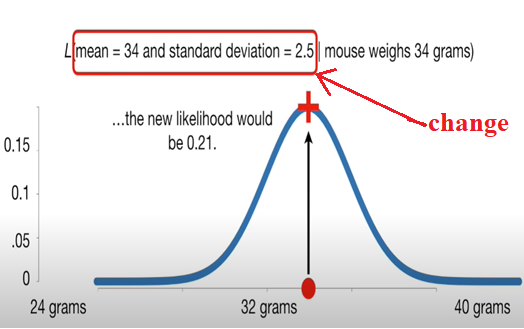 L(mean = 34 and standard deviation = 2.5 | mouse weighs 34 grams)
change
...the new likelihood would
be 0.21.
0.15
0.1
.05
0
24 grams
32 grams
40 grams